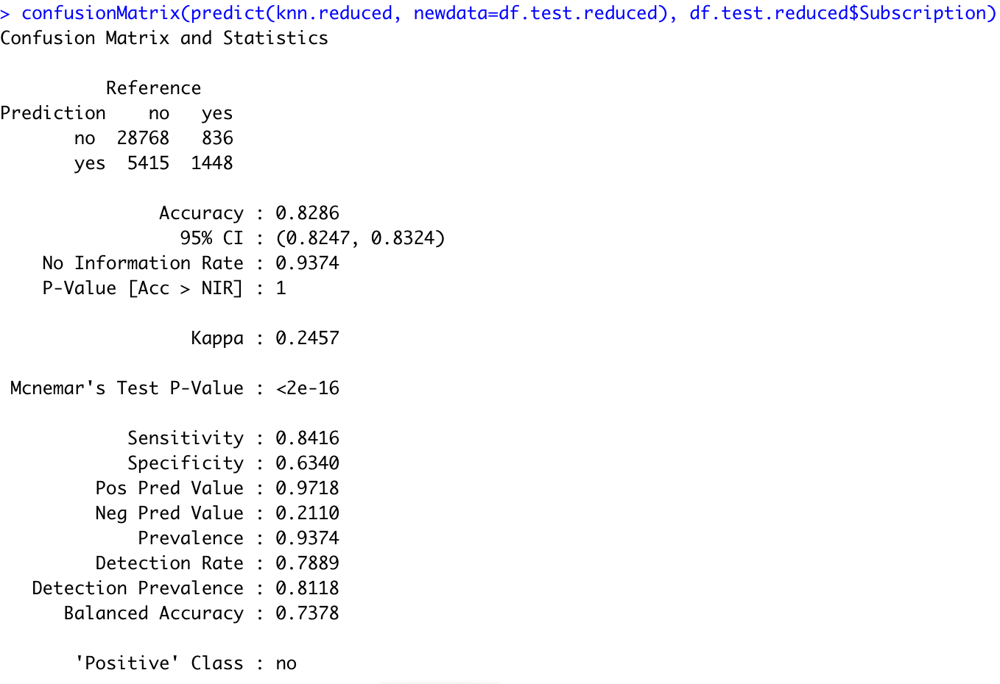 > confusionMatrix(predict(knn.reduced, newdata=df.test.reduced), df.test.reduced$Subscription)
Confusion Matrix and Statistics

          Reference
Prediction    no   yes
       no  28768   836
       yes  5415  1448

               Accuracy : 0.8286
                 95% CI : (0.8247, 0.8324)
    No Information Rate : 0.9374
    P-Value [Acc > NIR] : 1

                  Kappa : 0.2457

 Mcnemar's Test P-Value : <2e-16

            Sensitivity : 0.8416
            Specificity : 0.6340
         Pos Pred Value : 0.9718
         Neg Pred Value : 0.2110
             Prevalence : 0.9374
         Detection Rate : 0.7889
   Detection Prevalence : 0.8118
      Balanced Accuracy : 0.7378

       'Positive' Class : no